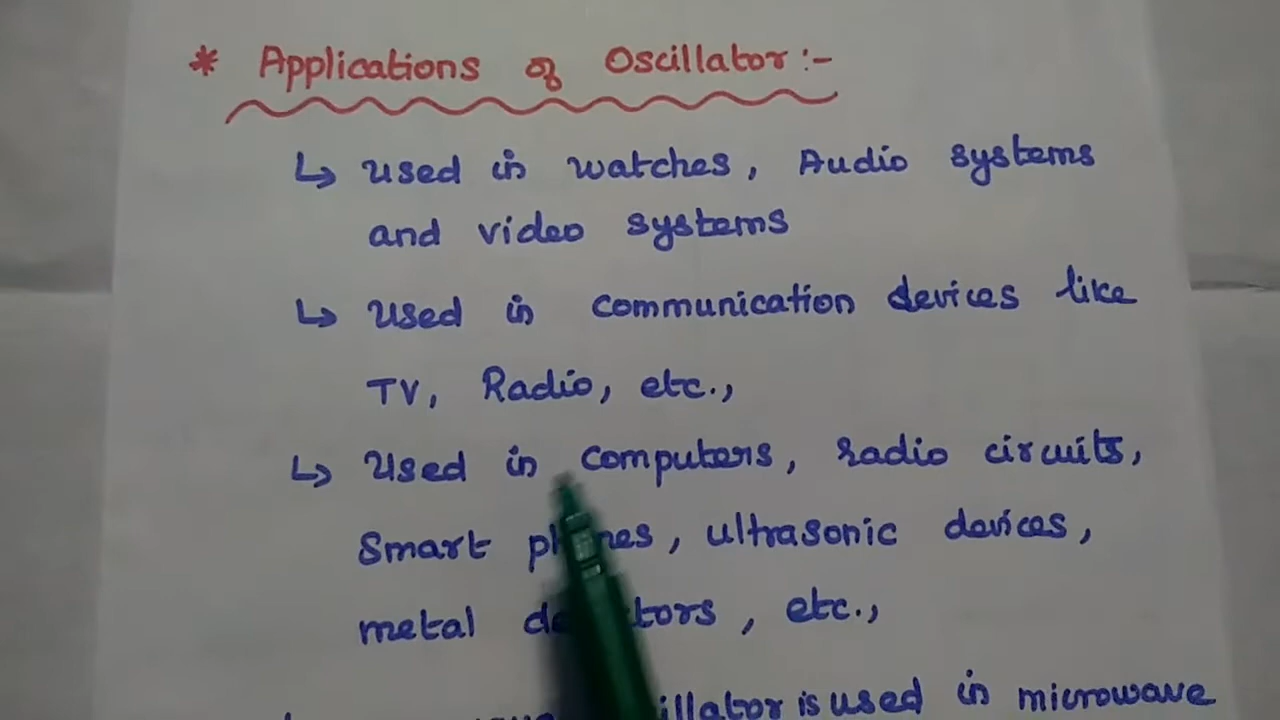 * Applications of Oscillator:-
↳ Used in watches, Audio systems
and video systems
↳ Used in communication devices like
TV, Radio, etc.,
↳ Used in computers, radio circuits,
Smart phones, ultrasonic devices,
metal detectors, etc.,
is used in microwave